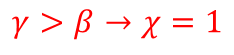 γ > β → χ = 1